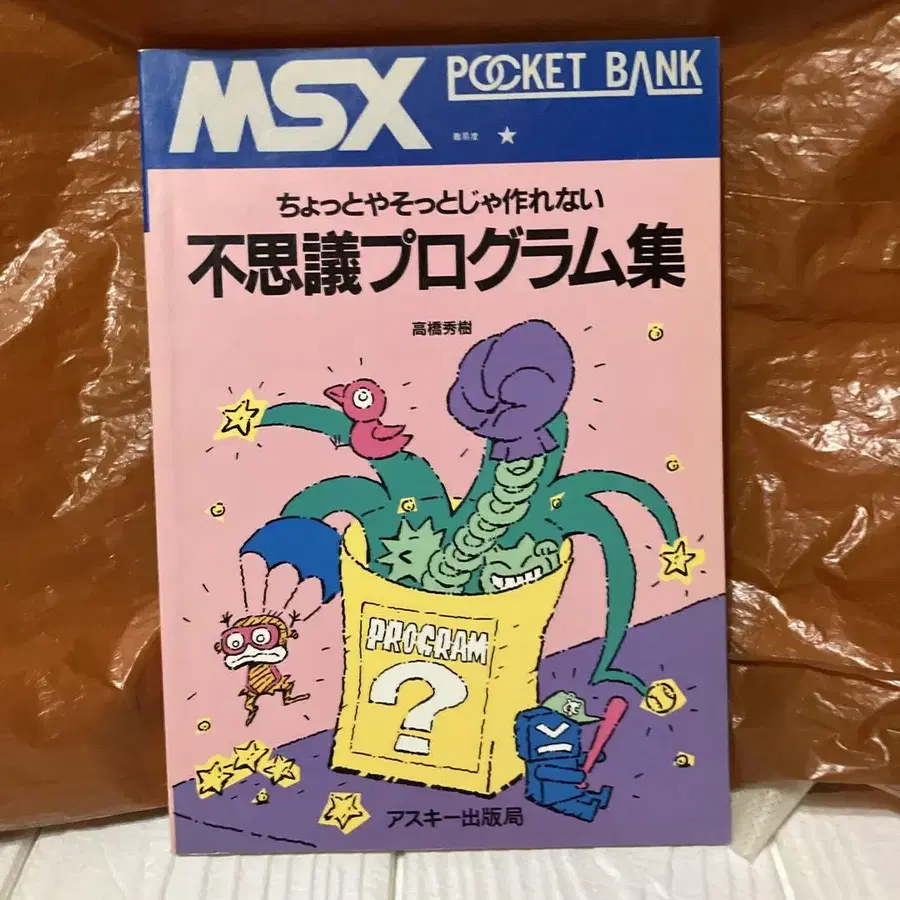 MSX
POCKET BANK
難易度 ★
ちょっとやそっとじゃ作れない
不思議プログラム集
高橋秀樹
PROGRAM
?
アスキー出版局